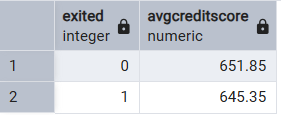 exited avgcreditscore
integer numeric
1 0 651.85
2 1 645.35